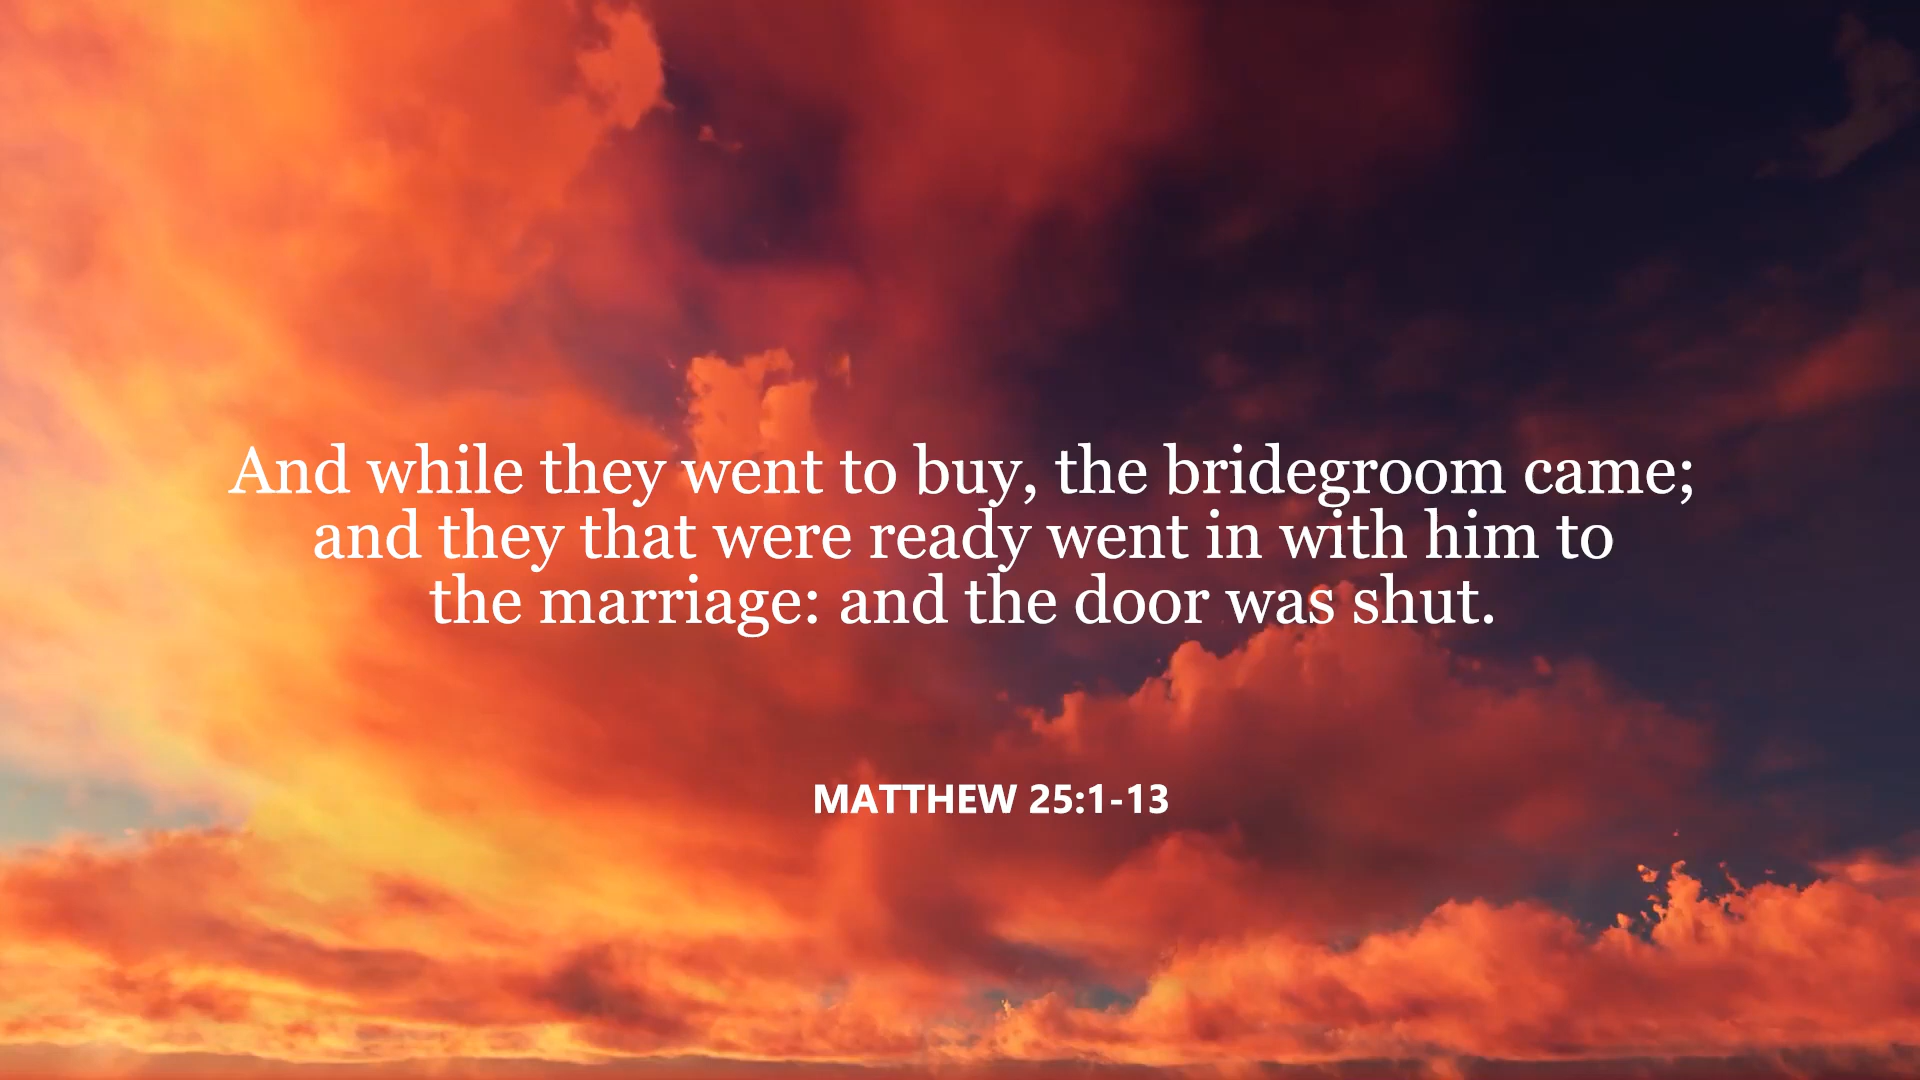 And while they went to buy, the bridegroom came;
and they that were ready went in with him to
the marriage: and the door was shut.
MATTHEW 25:1-13